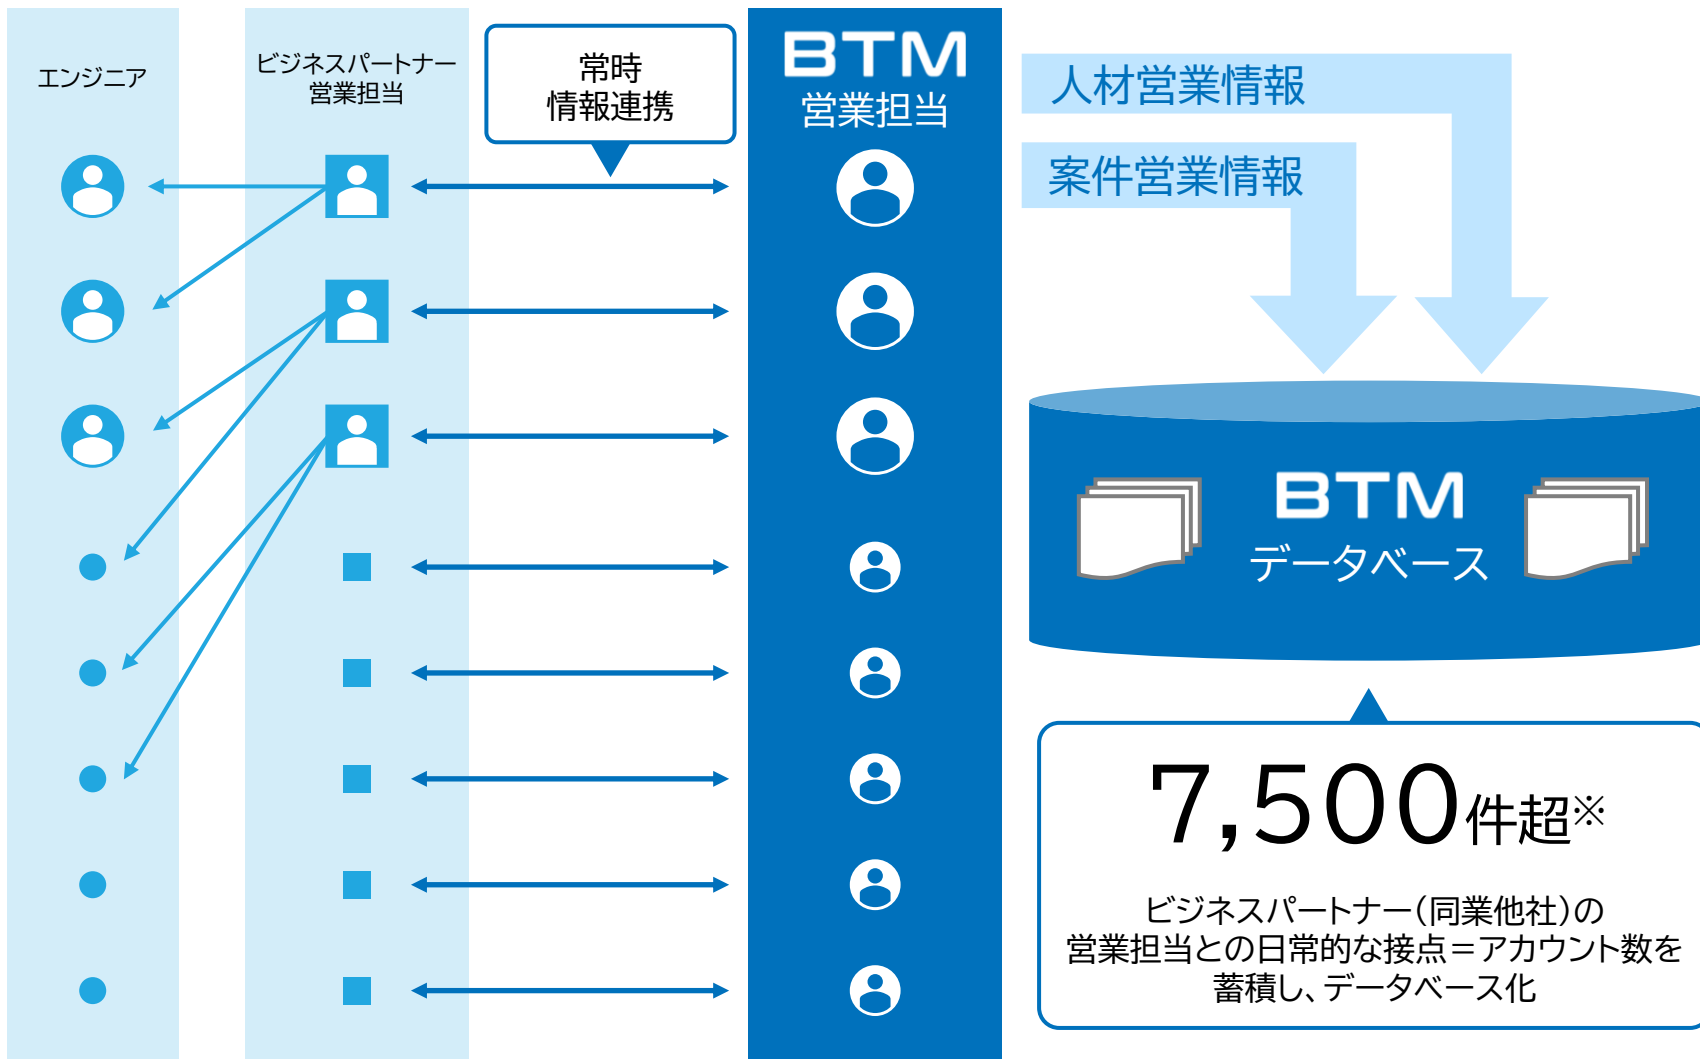 エンジニア
ビジネスパートナー
営業担当
常時
情報連携
BTM
営業担当
人材営業情報
案件営業情報
BTM
データベース
7,500件超※
ビジネスパートナー(同業他社)の
営業担当との日常的な接点=アカウント数を
蓄積し、データベース化